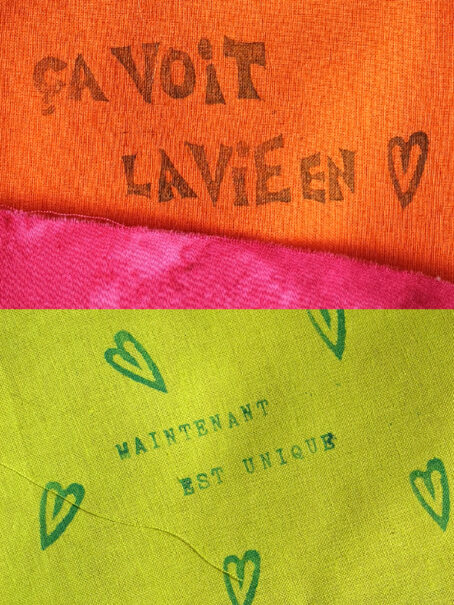 ÇA VOiT
LA ViE EN
MAINTENANT
EST UNIQUE